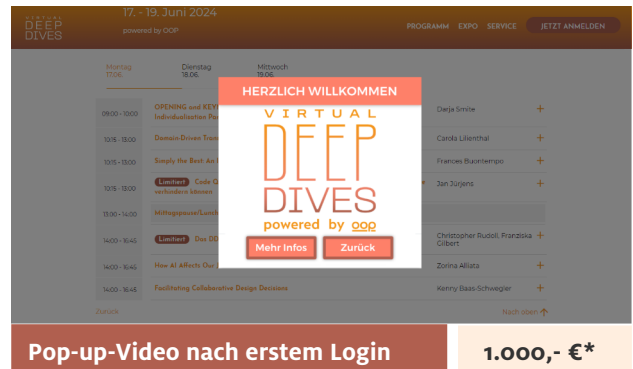 17. - 19. Juni 2024
VIRTUAL
DEEP
DIVES
powered by OOP
PROGRAMM EXPO SERVICE JETZT ANMELDEN
Montag
17.06.
Dienstag
18.06.
Mittwoch
19.06.
HERZLICH WILLKOMMEN
VIRTUAL
DEEP
DIVES
powered by oop
Mehr Infos Zurück
09:00 - 10:00 OPENING und KEY Darja Smite +
Individualization Par
10:15 - 13:00 Domain-Driven Tran Carola Lilienthal +
10:15 - 13:00 Simply the Best: An Frances Buontempo +
10:15 - 13:00 Limitiert Code Q Jan Jürjens +
verhindern können
13:00 - 14:00 Mittagspause/Lunch
14:00 - 16:45 Limitiert Das DD Christopher Rudoll, Franziska +
Gilbert
14:00 - 16:45 How AI Affects Our Zorina Alliata +
14:00 - 16:45 Facilitating Collaborative Design Decisions Kenny Baas-Schwegler +
Zurück Nach oben ↑
Pop-up-Video nach erstem Login 1.000,- €*